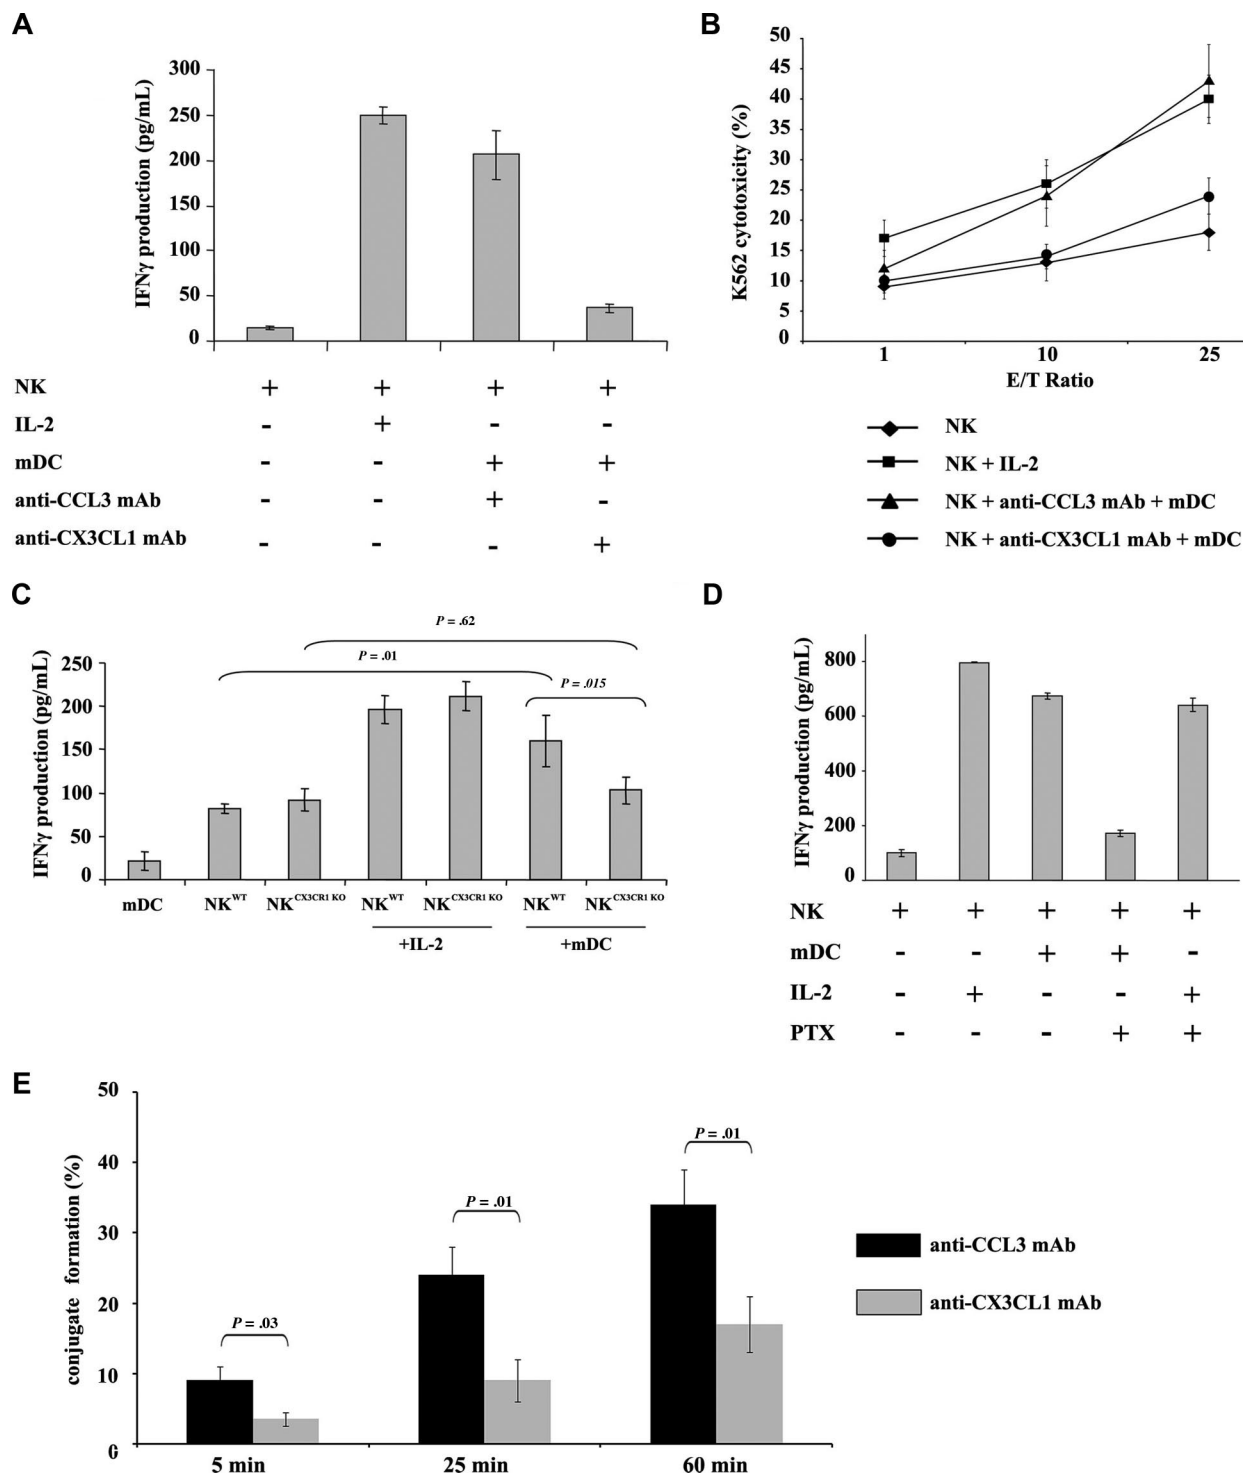 A
IFNγ production (pg/mL)
300
250
200
150
100
50
0
NK + + + +
IL-2 - + - -
mDC - - + +
anti-CCL3 mAb - - + -
anti-CX3CL1 mAb - - - +
B
K562 cytotoxicity (%)
50
45
40
35
30
25
20
15
10
5
0
1 10 25
E/T Ratio
NK
NK + IL-2
NK + anti-CCL3 mAb + mDC
NK + anti-CX3CL1 mAb + mDC
C
IFNγ production (pg/mL)
250
200
150
100
50
0
P = .62
P = .01
P = .015
mDC NK^WT NK^CX3CR1 KO NK^WT NK^CX3CR1 KO NK^WT NK^CX3CR1 KO
+IL-2 +mDC
D
IFNγ production (pg/mL)
800
600
400
200
0
NK + + + + +
mDC - - + + -
IL-2 - + - - +
PTX - - - + +
E
conjugate formation (%)
50
40
30
20
10
0
P = .03
P = .01
P = .01
5 min 25 min 60 min
anti-CCL3 mAb
anti-CX3CL1 mAb